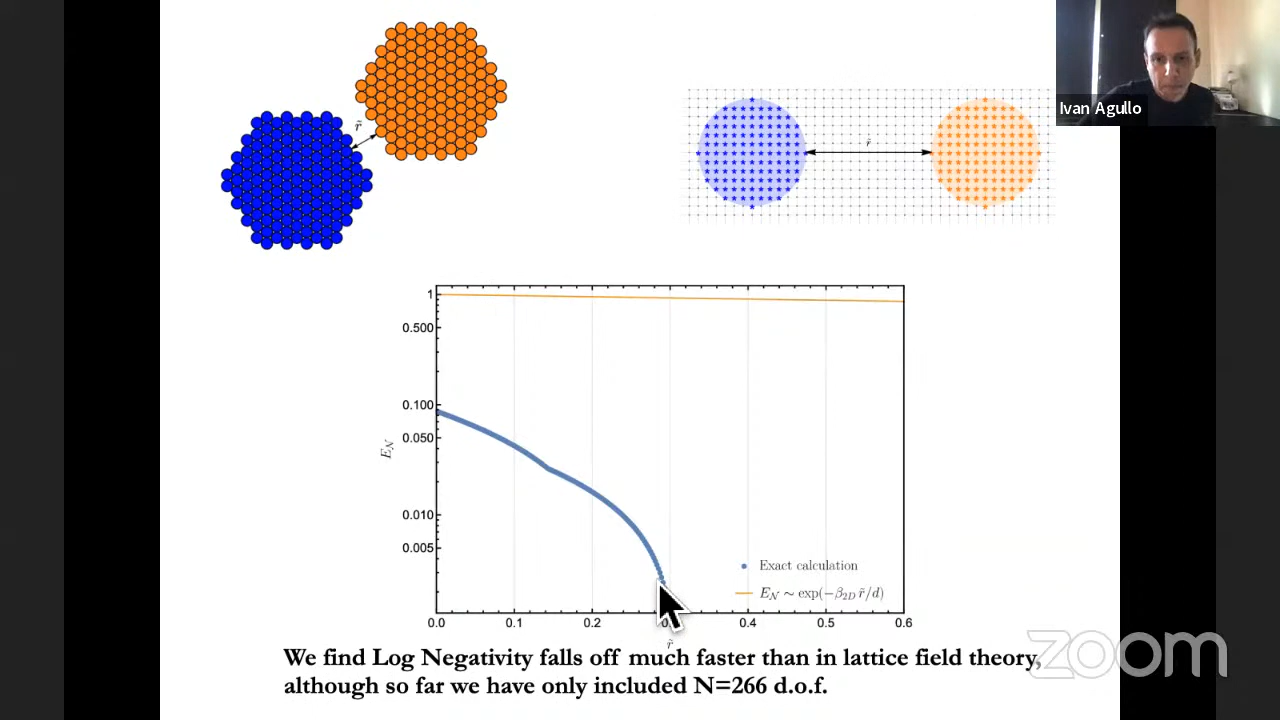 Ivan Agullo
r̃
r̃
1
0.500
0.100
0.050
0.010
0.005
E_𝒩
0.0 0.1 0.2 0.4 0.5 0.6
r̃
Exact calculation
E_𝒩 ∼ exp(−β_2D r̃/d)
We find Log Negativity falls off much faster than in lattice field theory,
although so far we have only included N=266 d.o.f.
zoom